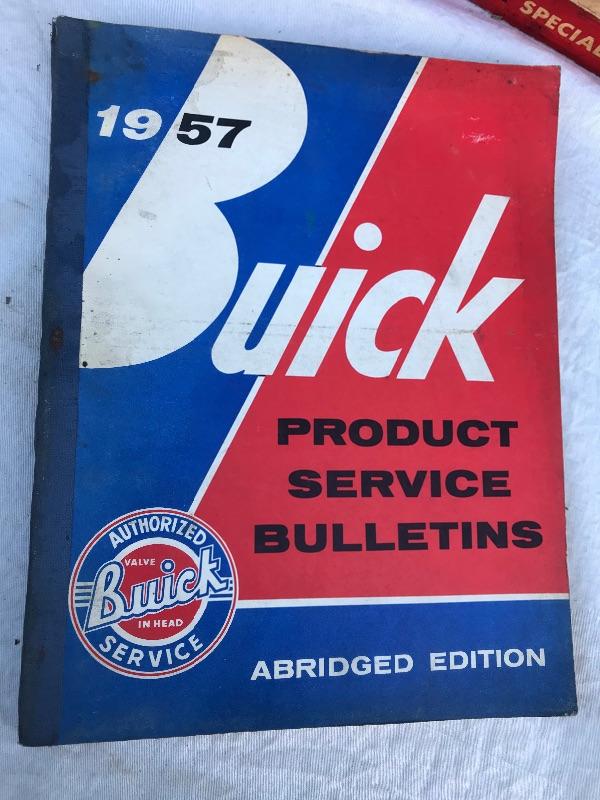 SPECIAL
1957
Buick
PRODUCT
SERVICE
BULLETINS
AUTHORIZED
VALVE
Buick
IN HEAD
SERVICE
ABRIDGED EDITION